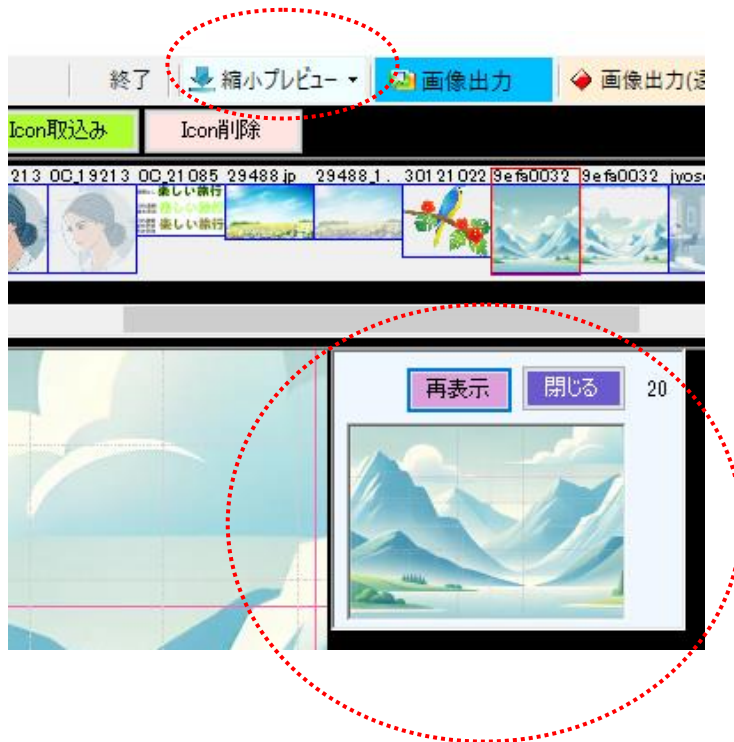 終了 縮小プレビュー 画像出力 画像出力(透
Icon取込み Icon削除
213 0C_19213 0C_21085 29488.jp 29488_1. 30121022 9efa0032 9efa0032 jyos
楽しい旅行
楽しい旅行
楽しい旅行
再表示 閉じる 20